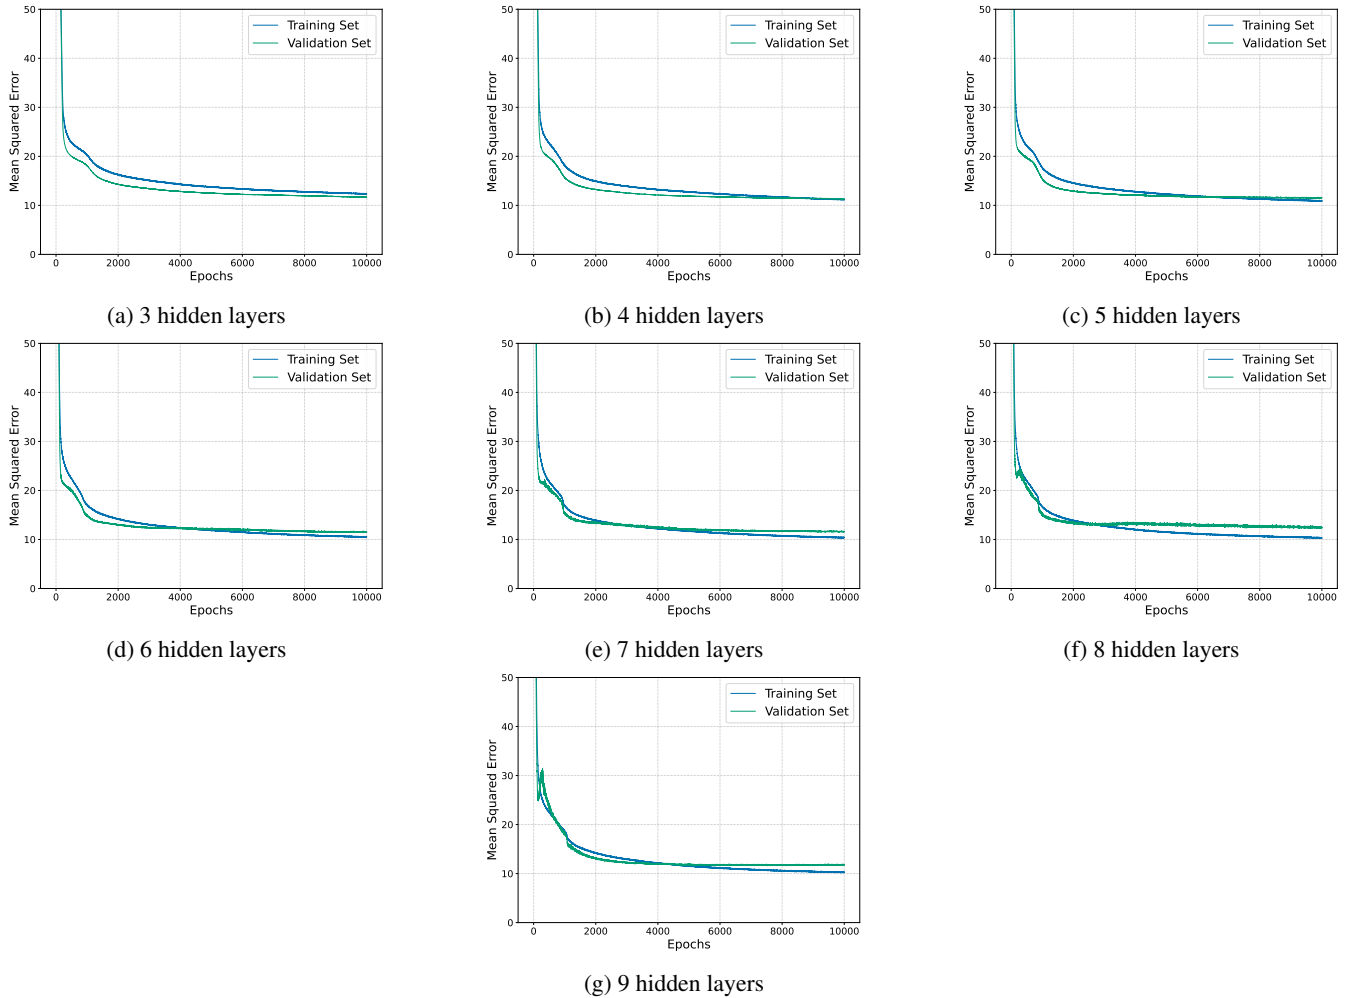 50
40
30
20
10
0
Mean Squared Error
Training Set
Validation Set
0 2000 4000 6000 8000 10000
Epochs
(a) 3 hidden layers
50
40
30
20
10
0
Mean Squared Error
Training Set
Validation Set
0 2000 4000 6000 8000 10000
Epochs
(b) 4 hidden layers
50
40
30
20
10
0
Mean Squared Error
Training Set
Validation Set
0 2000 4000 6000 8000 10000
Epochs
(c) 5 hidden layers
50
40
30
20
10
0
Mean Squared Error
Training Set
Validation Set
0 2000 4000 6000 8000 10000
Epochs
(d) 6 hidden layers
50
40
30
20
10
0
Mean Squared Error
Training Set
Validation Set
0 2000 4000 6000 8000 10000
Epochs
(e) 7 hidden layers
50
40
30
20
10
0
Mean Squared Error
Training Set
Validation Set
0 2000 4000 6000 8000 10000
Epochs
(f) 8 hidden layers
50
40
30
20
10
0
Mean Squared Error
Training Set
Validation Set
0 2000 4000 6000 8000 10000
Epochs
(g) 9 hidden layers